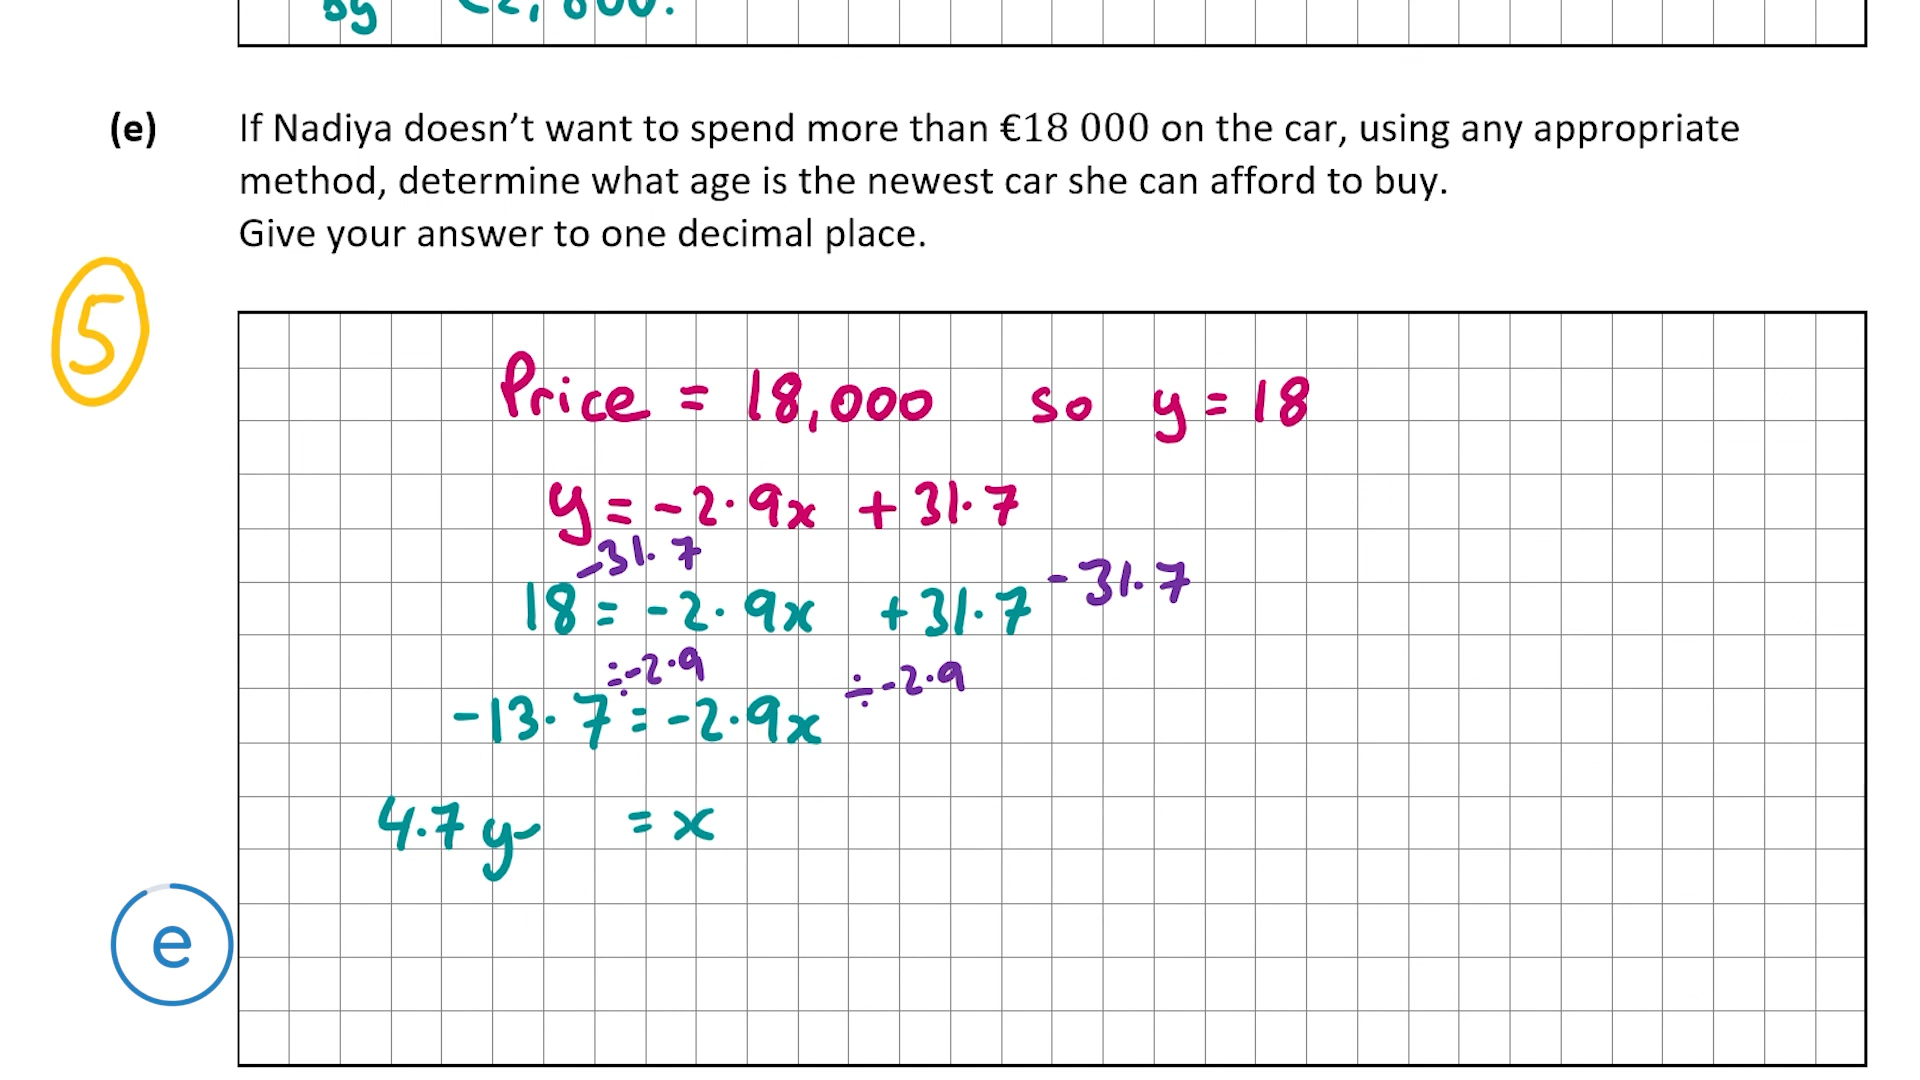 by €2,800.
(e) If Nadiya doesn’t want to spend more than €18 000 on the car, using any appropriate
method, determine what age is the newest car she can afford to buy.
Give your answer to one decimal place.
5
Price = 18,000 so y = 18
y = -2.9x + 31.7
-31.7 -31.7
18 = -2.9x + 31.7
÷-2.9 ÷-2.9
-13.7 = -2.9x
4.7 yr = x
e